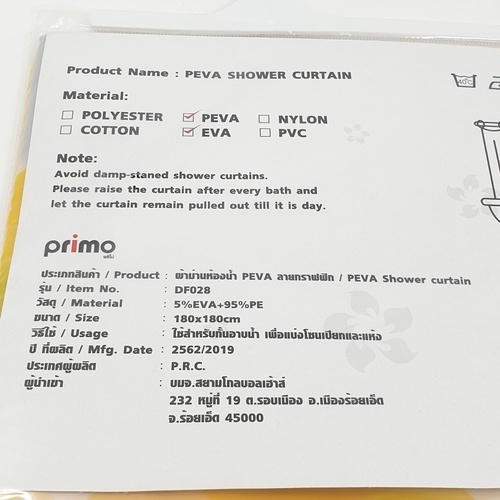 Product Name : PEVA SHOWER CURTAIN
40°C
Material:
☐ POLYESTER ☑ PEVA ☐ NYLON
☐ COTTON ☑ EVA ☐ PVC
Note:
Avoid damp-staned shower curtains.
Please raise the curtain after every bath and
let the curtain remain pulled out till it is day.
primo
พรีโม่
ประเภทสินค้า / Product : ผ้าม่านห้องน้ำ PEVA ลายกราฟฟิก / PEVA Shower curtain
รุ่น / Item No. : DF028
วัสดุ / Material : 5%EVA+95%PE
ขนาด / Size : 180x180cm
วิธีใช้ / Usage : ใช้สำหรับกั้นอาบน้ำ เพื่อแบ่งโซนเปียกและแห้ง
ปี ที่ผลิต / Mfg. Date : 2562/2019
ประเทศผู้ผลิต : P.R.C.
ผู้นำเข้า : บมจ.สยามโกลบอลเฮ้าส์
232 หมู่ที่ 19 ต.รอบเมือง อ.เมืองร้อยเอ็ด
จ.ร้อยเอ็ด 45000